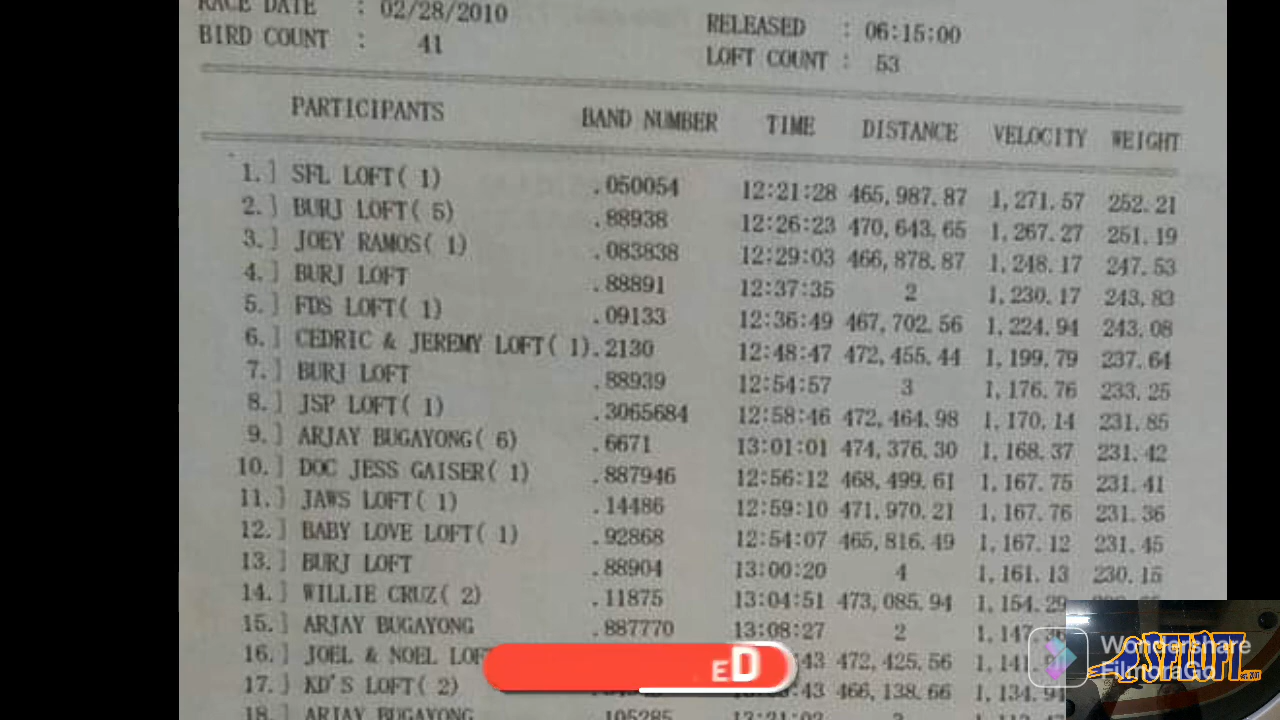 RACE DATE : 02/28/2010 RELEASED : 06:15:00
BIRD COUNT : 41 LOFT COUNT : 53
PARTICIPANTS BAND NUMBER TIME DISTANCE VELOCITY WEIGHT
1.] SFL LOFT( 1) .050054 12:21:28 465,987.87 1,271.57 252.21
2.] BURJ LOFT( 5) .88938 12:26:23 470,643.65 1,267.27 251.19
3.] JOEY RAMOS( 1) .083838 12:29:03 466,878.87 1,248.17 247.53
4.] BURJ LOFT .88891 12:37:35 2 1,230.17 243.83
5.] FDS LOFT( 1) .09133 12:36:49 467,702.56 1,224.94 243.08
6.] CEDRIC & JEREMY LOFT( 1).2130 12:48:47 472,455.44 1,199.79 237.64
7.] BURJ LOFT .88939 12:54:57 3 1,176.76 233.25
8.] JSP LOFT( 1) .3065684 12:58:46 472,464.98 1,170.14 231.85
9.] ARJAY BUGAYONG( 6) .6671 13:01:01 474,376.30 1,168.37 231.42
10.] DOC JESS GAISER( 1) .887946 12:56:12 468,499.61 1,167.75 231.41
11.] JAWS LOFT( 1) .14486 12:59:10 471,970.21 1,167.76 231.36
12.] BABY LOVE LOFT( 1) .92868 12:54:07 465,816.49 1,167.12 231.45
13.] BURJ LOFT .88904 13:00:20 4 1,161.13 230.15
14.] WILLIE CRUZ( 2) .11875 13:04:51 473,085.94 1,154.29
15.] ARJAY BUGAYONG .887770 13:08:27 2
16.] JOEL & NOEL 472,425.56
17.] KD'S LOFT( 2) 466,138.66
18.] ARJAY BUGAYONG .105285 13:21:02
ED
Wondershare
Filmora
SFLOFT